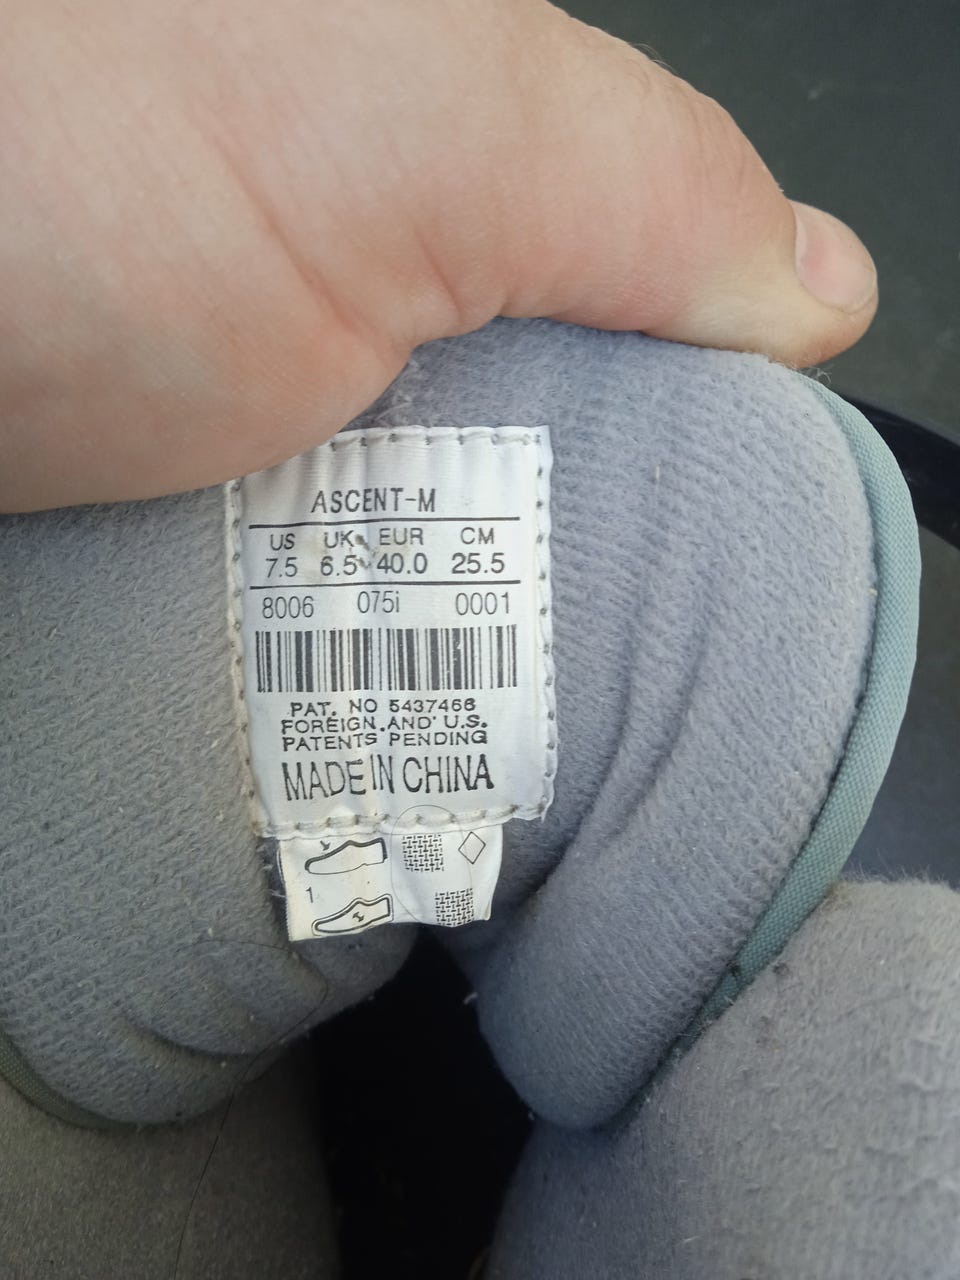 ASCENT-M
US UK EUR CM
7.5 6.5 40.0 25.5
8006 075i 0001
PAT. NO 5437466
FOREIGN AND U.S.
PATENTS PENDING
MADE IN CHINA
1